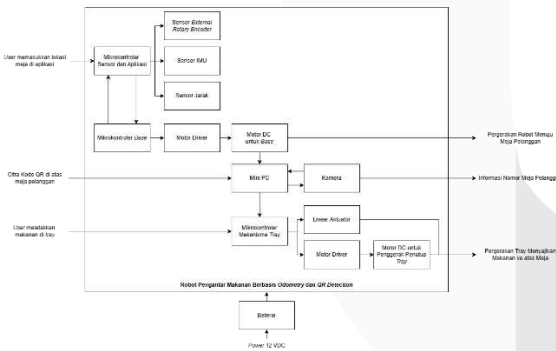 User memasukkan lokasi
meja di aplikasi
Mikrokontroler
Sensor dan Aplikasi
Sensor External
Rotary Encoder
Sensor IMU
Sensor Jarak
Mikrokontroler Base
Motor Driver
Motor DC
untuk Base
Pergerakan Robot Menuju
Meja Pelanggan
Citra Kode QR di atas
meja pelanggan
Mini PC
Kamera
Informasi Nomor Meja Pelangg
User meletakkan
makanan di tray
Mikrokontroler
Mekanisme Tray
Linear Aktuator
Motor Driver
Motor DC untuk
Penggerak Penutup
Tray
Pergerakan Tray Menyajikan
Makanan ke atas Meja
Robot Pengantar Makanan Berbasis Odometry dan QR Detection
Baterai
Power 12 VDC